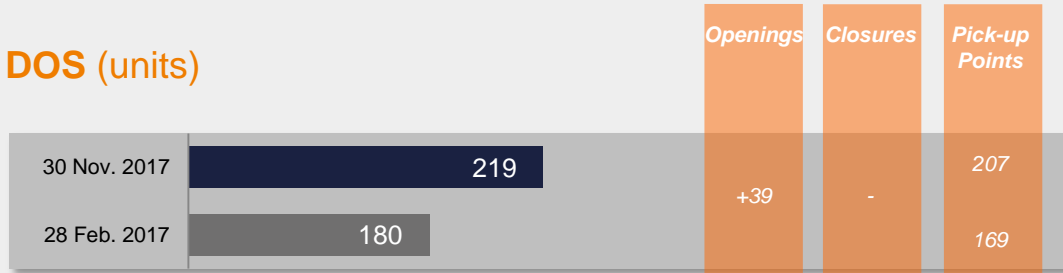 Openings Closures Pick-up
Points
DOS (units)
30 Nov. 2017 219 207
+39 -
28 Feb. 2017 180 169